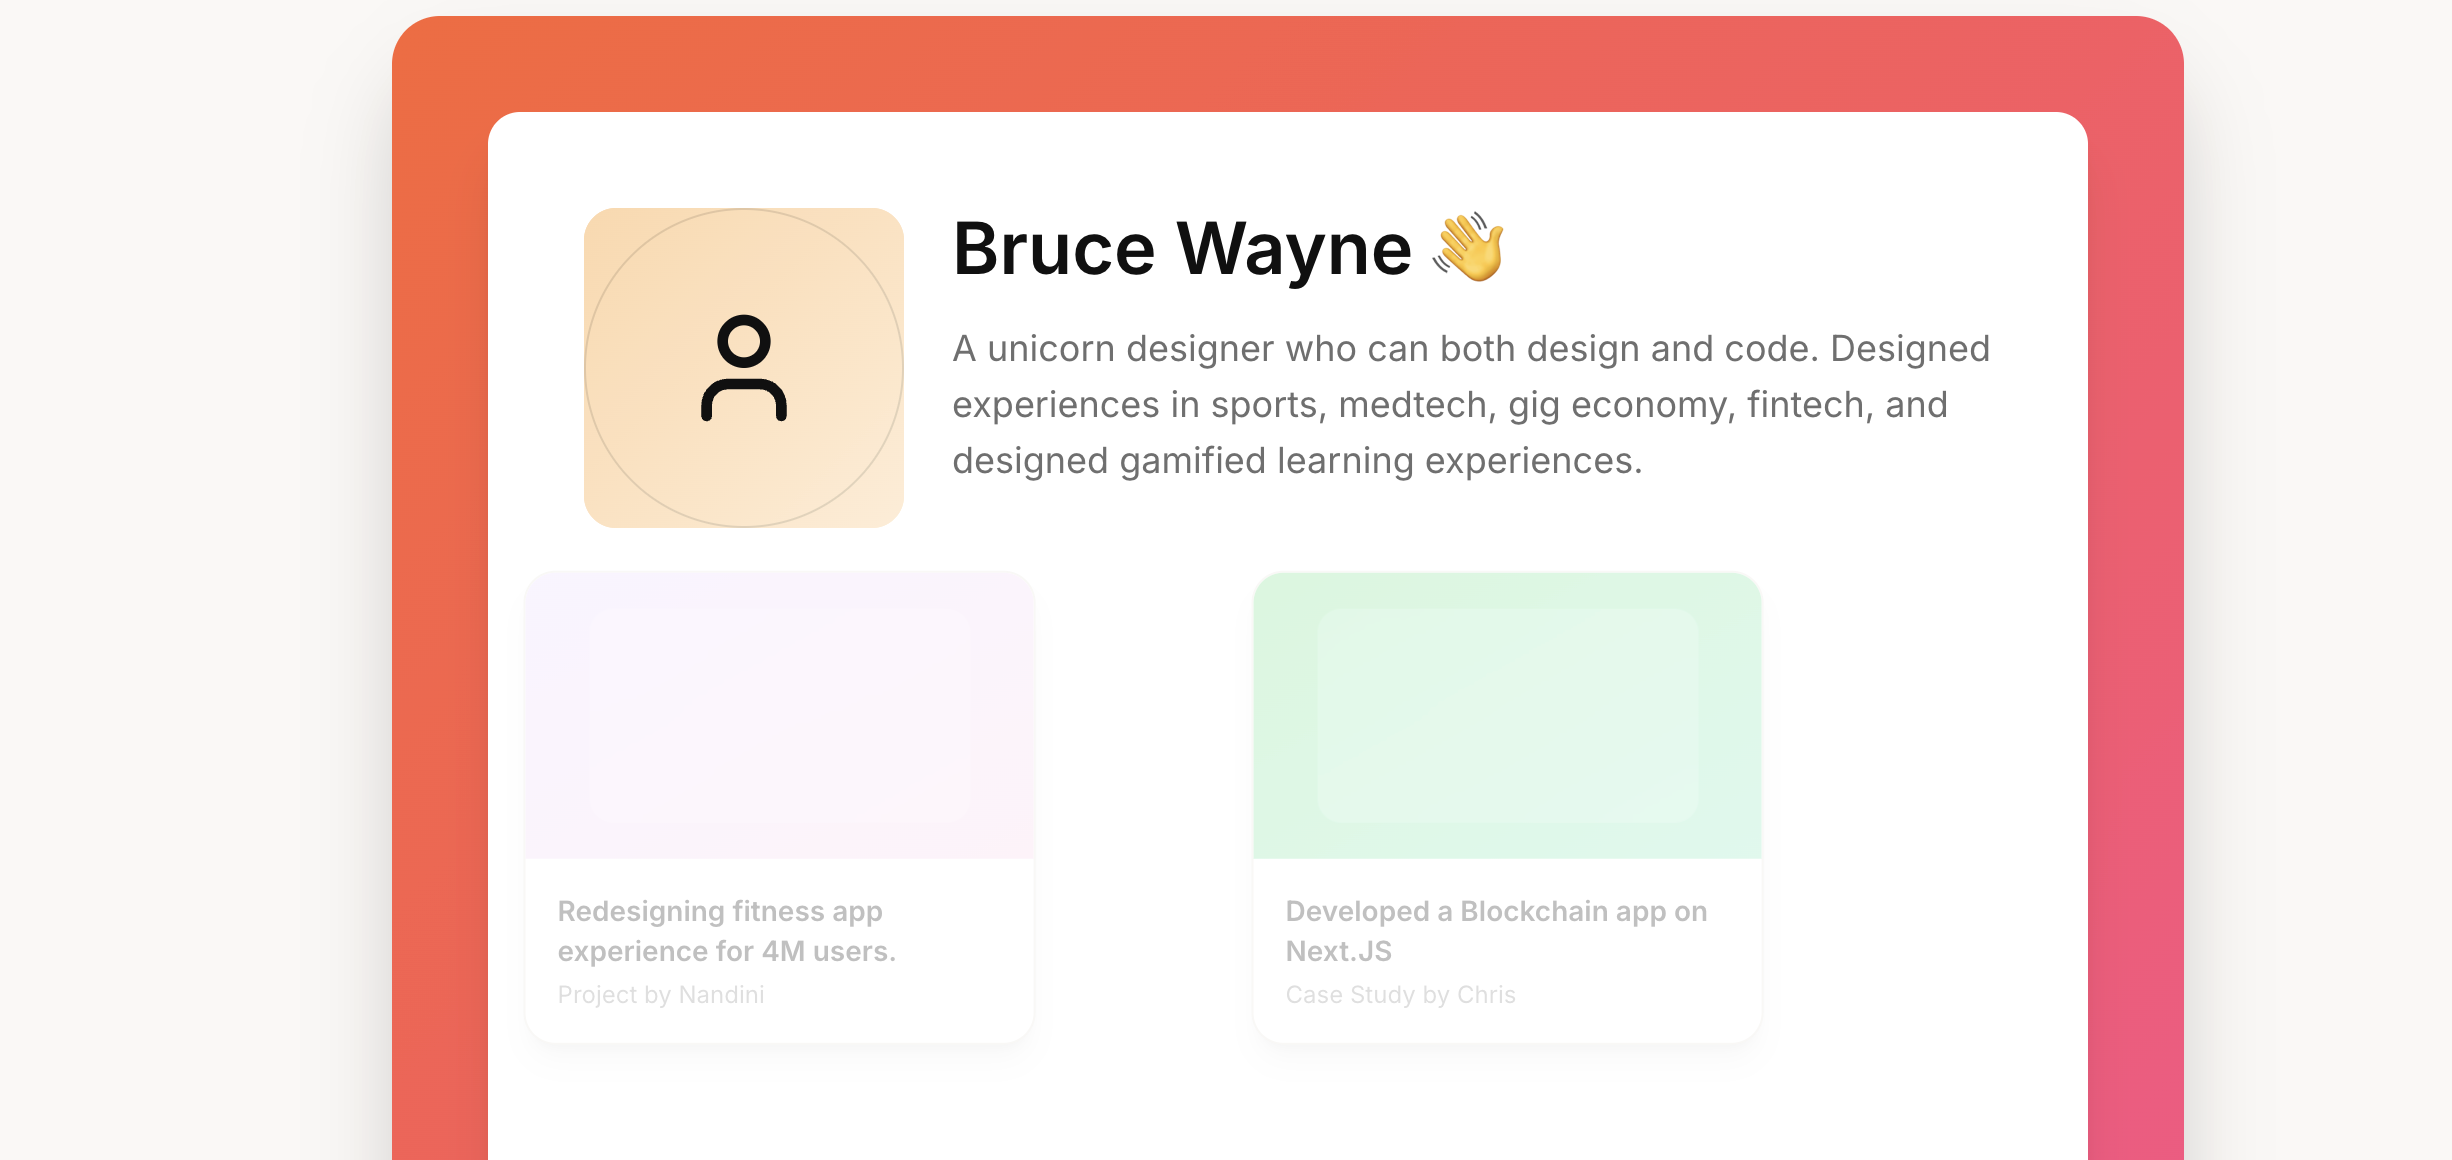 Bruce Wayne 👋
A unicorn designer who can both design and code. Designed
experiences in sports, medtech, gig economy, fintech, and
designed gamified learning experiences.
Redesigning fitness app
experience for 4M users.
Project by Nandini
Developed a Blockchain app on
Next.JS
Case Study by Chris